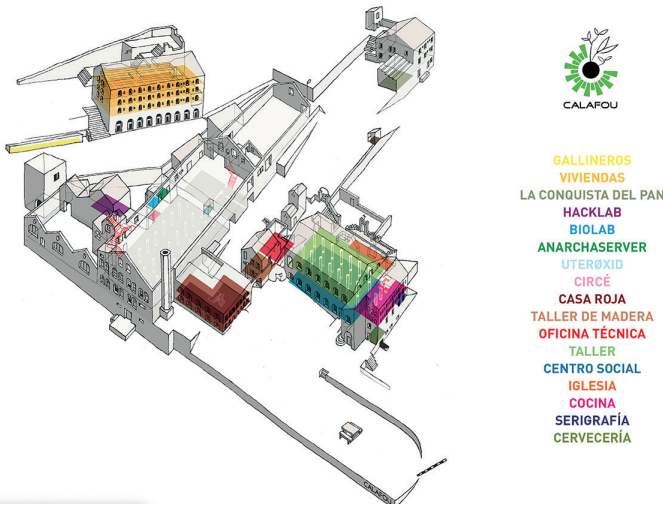 CALAFOU
GALLINEROS
VIVIENDAS
LA CONQUISTA DEL PAN
HACKLAB
BIOLAB
ANARCHASERVER
UTERØXID
CIRCÉ
CASA ROJA
TALLER DE MADERA
OFICINA TÉCNICA
TALLER
CENTRO SOCIAL
IGLESIA
COCINA
SERIGRAFÍA
CERVECERÍA
CALAFOU